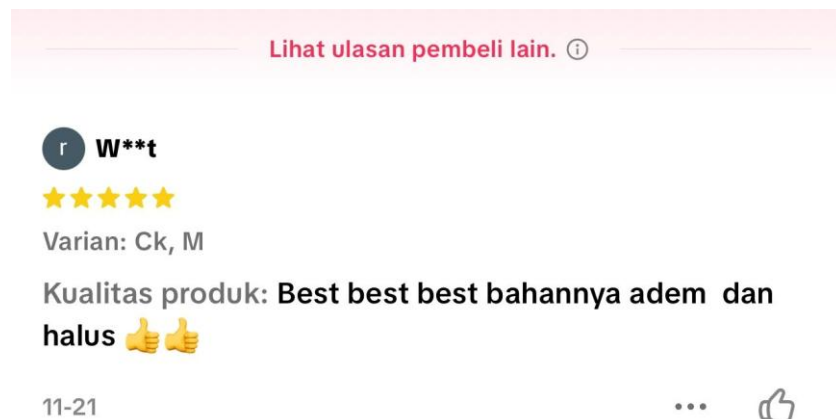 Lihat ulasan pembeli lain.
r W**t
Varian: Ck, M
Kualitas produk: Best best best bahannya adem dan
halus 👍👍
11-21